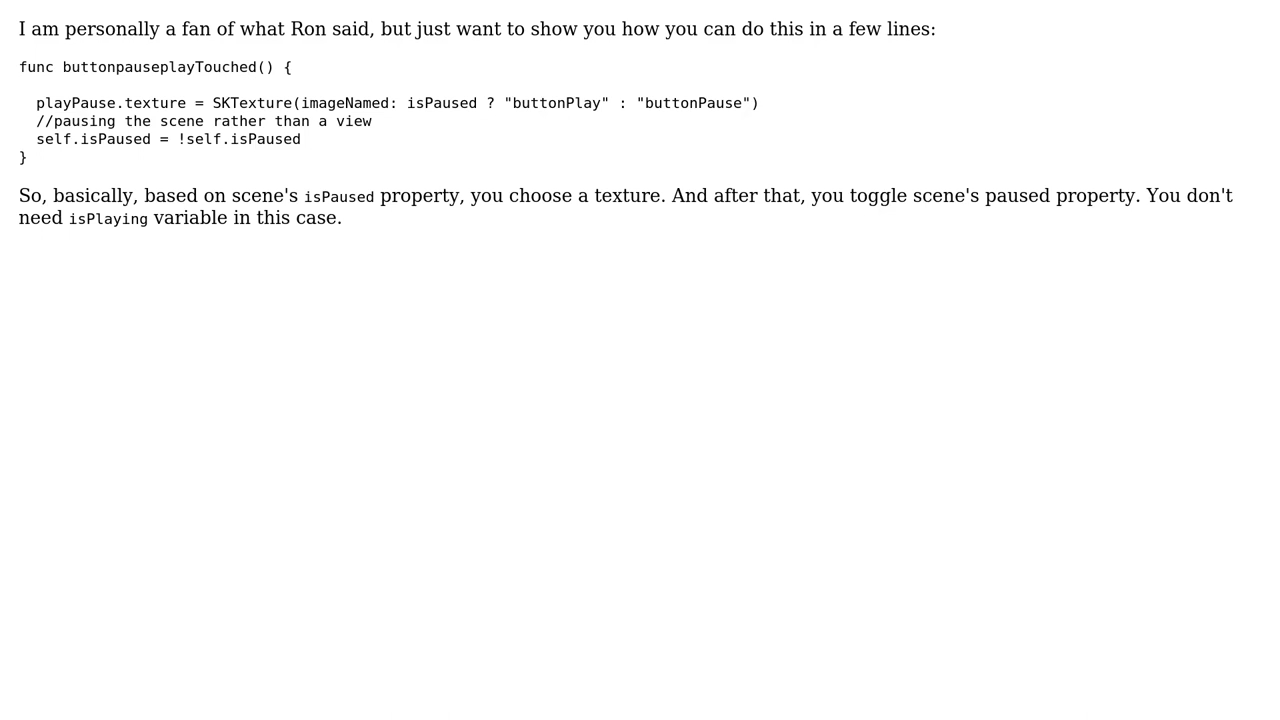 I am personally a fan of what Ron said, but just want to show you how you can do this in a few lines:
func buttonpauseplayTouched() {
  playPause.texture = SKTexture(imageNamed: isPaused ? "buttonPlay" : "buttonPause")
  //pausing the scene rather than a view
  self.isPaused = !self.isPaused
}
So, basically, based on scene's isPaused property, you choose a texture. And after that, you toggle scene's paused property. You don't
need isPlaying variable in this case.